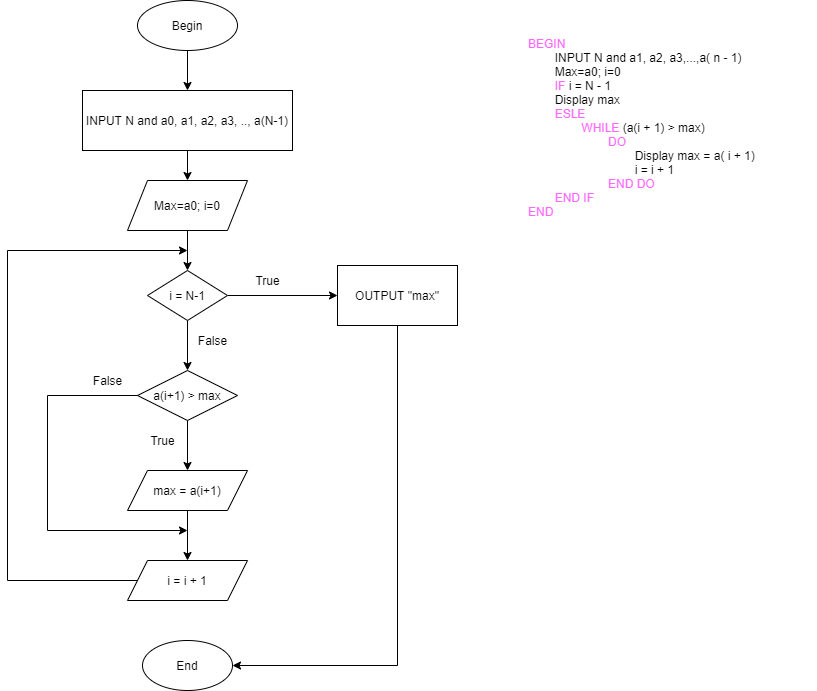 Begin
INPUT N and a0, a1, a2, a3, .., a(N-1)
Max=a0; i=0
i = N-1
True
OUTPUT "max"
False
a(i+1) > max
False
True
max = a(i+1)
i = i + 1
End
BEGIN
INPUT N and a1, a2, a3,...,a( n - 1)
Max=a0; i=0
IF i = N - 1
Display max
ESLE
WHILE (a(i + 1) > max)
DO
Display max = a( i + 1)
i = i + 1
END DO
END IF
END